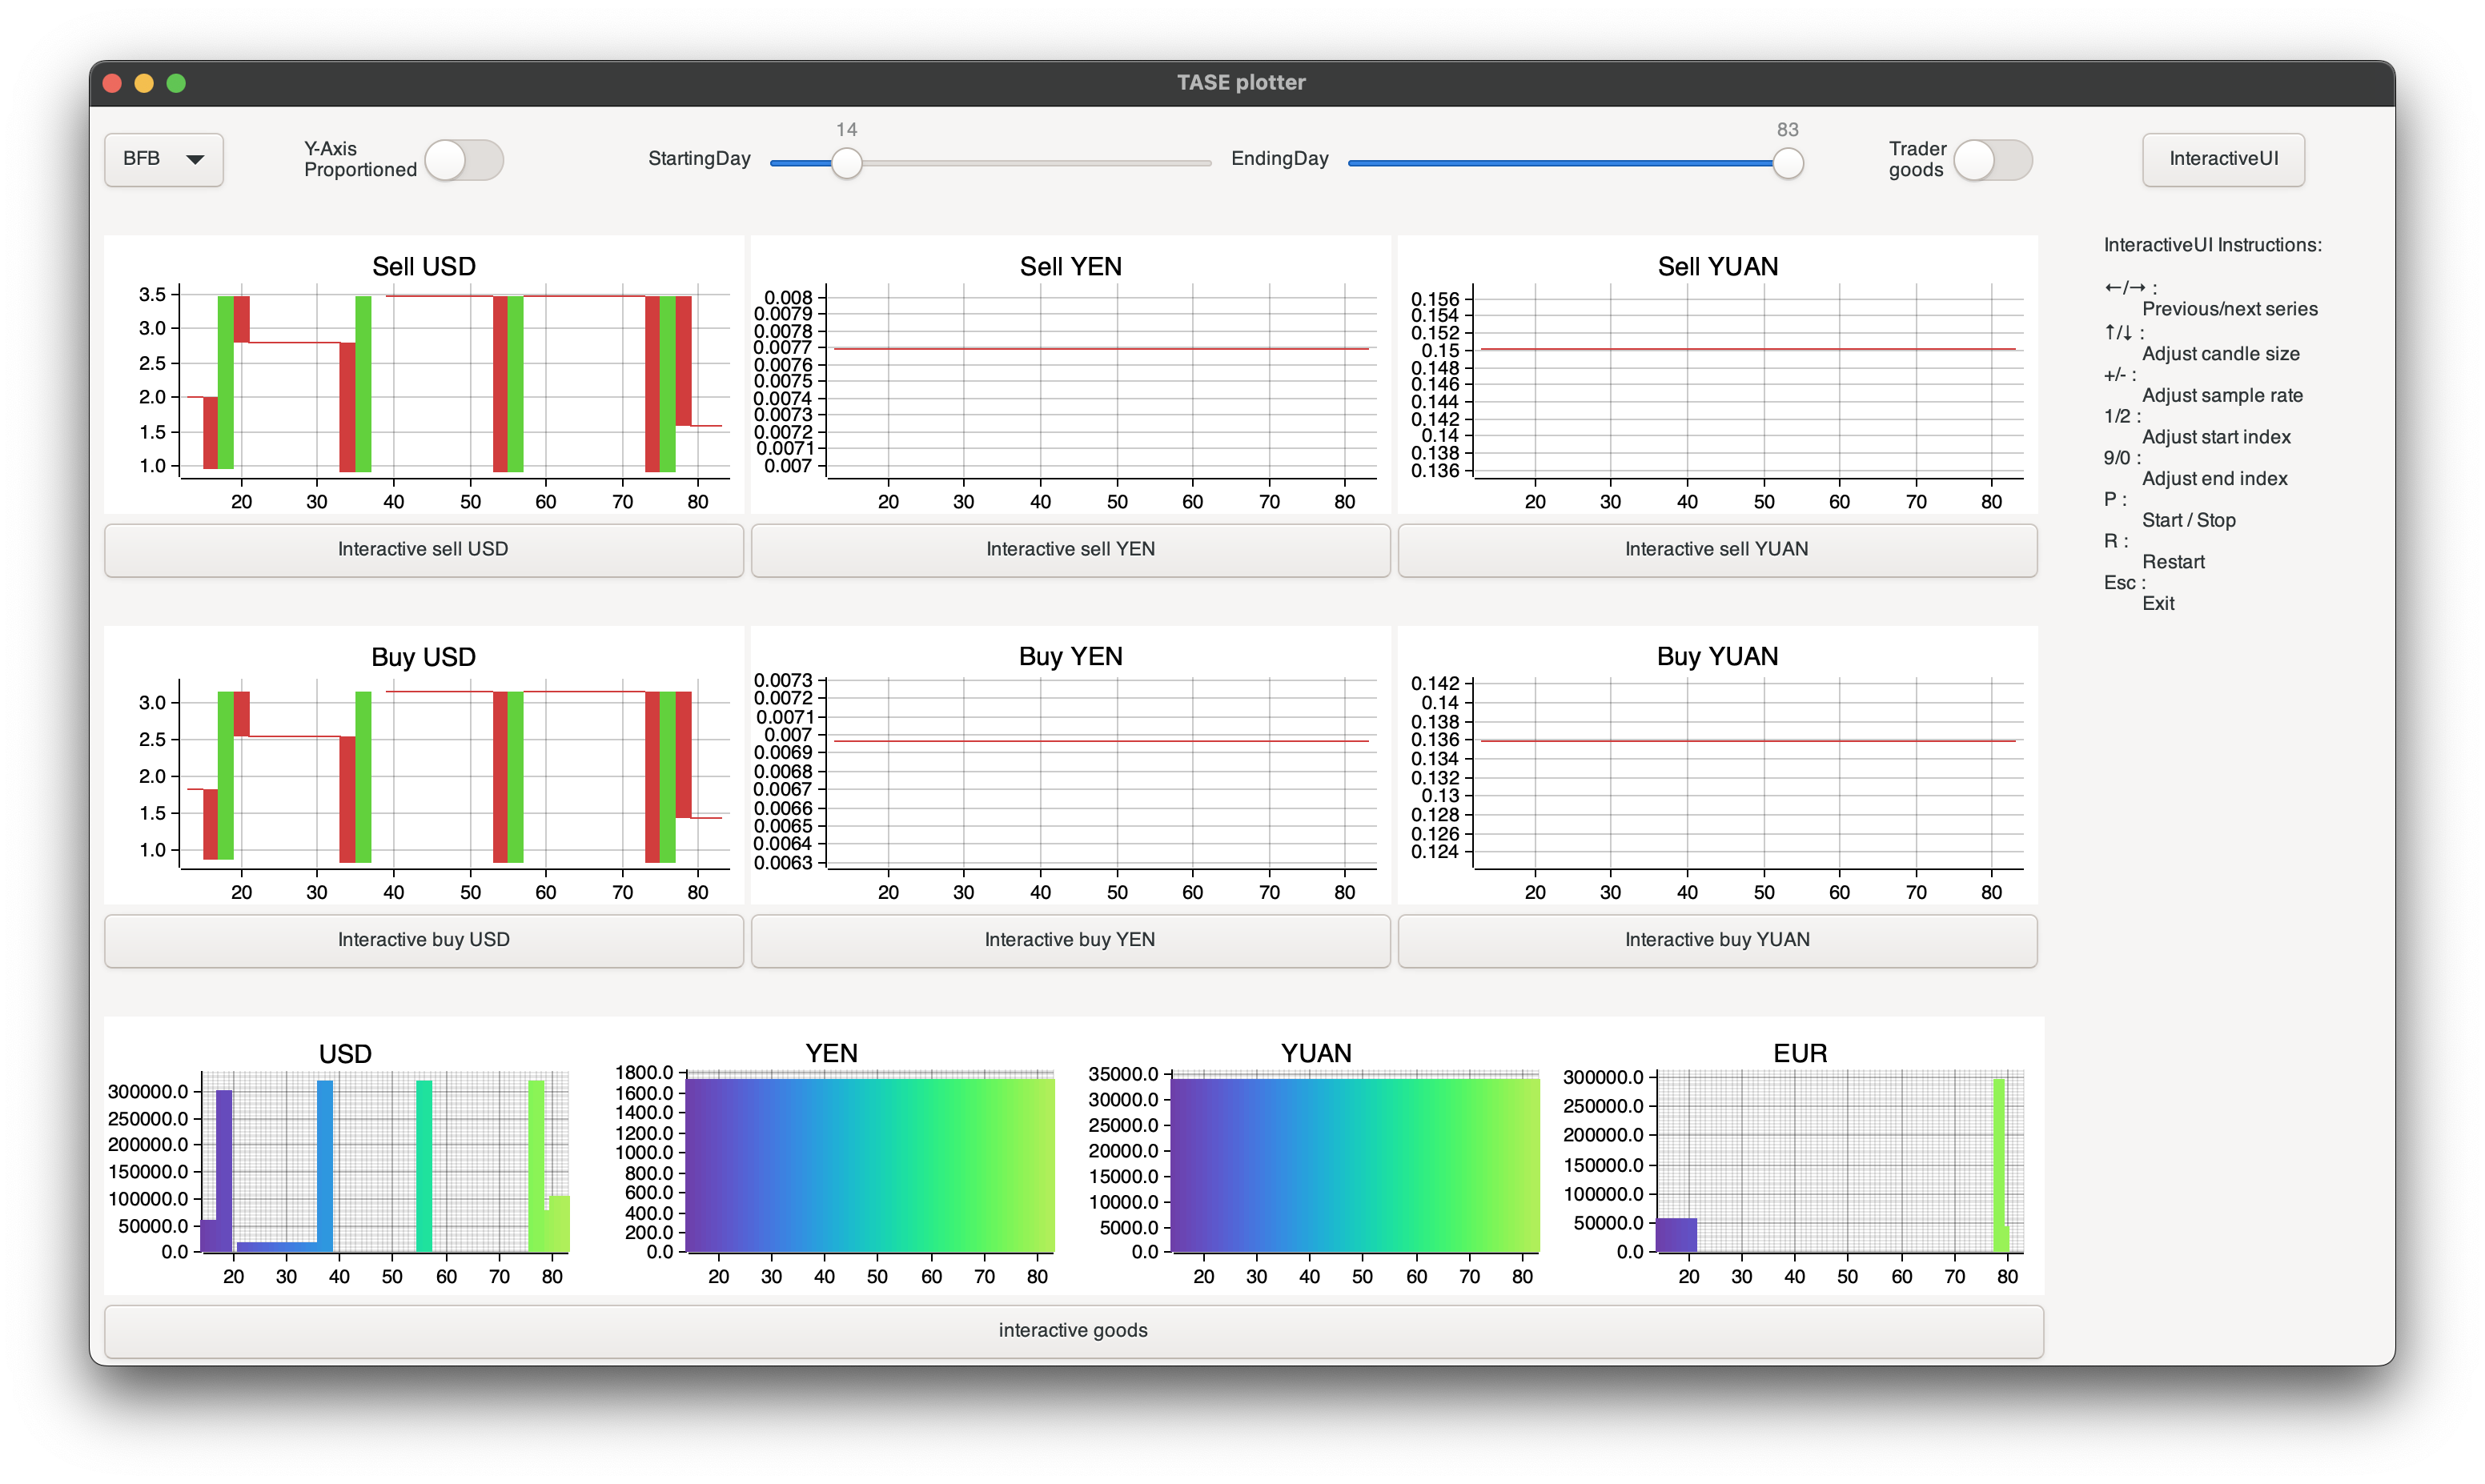 TASE plotter
BFB
Y-Axis
Proportioned
StartingDay
14
EndingDay
83
Trader
goods
InteractiveUI
Sell USD
3.5
3.0
2.5
2.0
1.5
1.0
20 30 40 50 60 70 80
Interactive sell USD
Sell YEN
0.008
0.0079
0.0078
0.0077
0.0076
0.0075
0.0074
0.0073
0.0072
0.0071
0.007
20 30 40 50 60 70 80
Interactive sell YEN
Sell YUAN
0.156
0.154
0.152
0.15
0.148
0.146
0.144
0.142
0.14
0.138
0.136
20 30 40 50 60 70 80
Interactive sell YUAN
Buy USD
3.0
2.5
2.0
1.5
1.0
20 30 40 50 60 70 80
Interactive buy USD
Buy YEN
0.0073
0.0072
0.0071
0.007
0.0069
0.0068
0.0067
0.0066
0.0065
0.0064
0.0063
20 30 40 50 60 70 80
Interactive buy YEN
Buy YUAN
0.142
0.14
0.138
0.136
0.134
0.132
0.13
0.128
0.126
0.124
20 30 40 50 60 70 80
Interactive buy YUAN
USD
300000.0
250000.0
200000.0
150000.0
100000.0
50000.0
0.0
20 30 40 50 60 70 80
YEN
1800.0
1600.0
1400.0
1200.0
1000.0
800.0
600.0
400.0
200.0
0.0
20 30 40 50 60 70 80
YUAN
35000.0
30000.0
25000.0
20000.0
15000.0
10000.0
5000.0
0.0
20 30 40 50 60 70 80
EUR
300000.0
250000.0
200000.0
150000.0
100000.0
50000.0
0.0
20 30 40 50 60 70 80
interactive goods
InteractiveUI Instructions:
←/→ :
Previous/next series
↑/↓ :
Adjust candle size
+/- :
Adjust sample rate
1/2 :
Adjust start index
9/0 :
Adjust end index
P :
Start / Stop
R :
Restart
Esc :
Exit